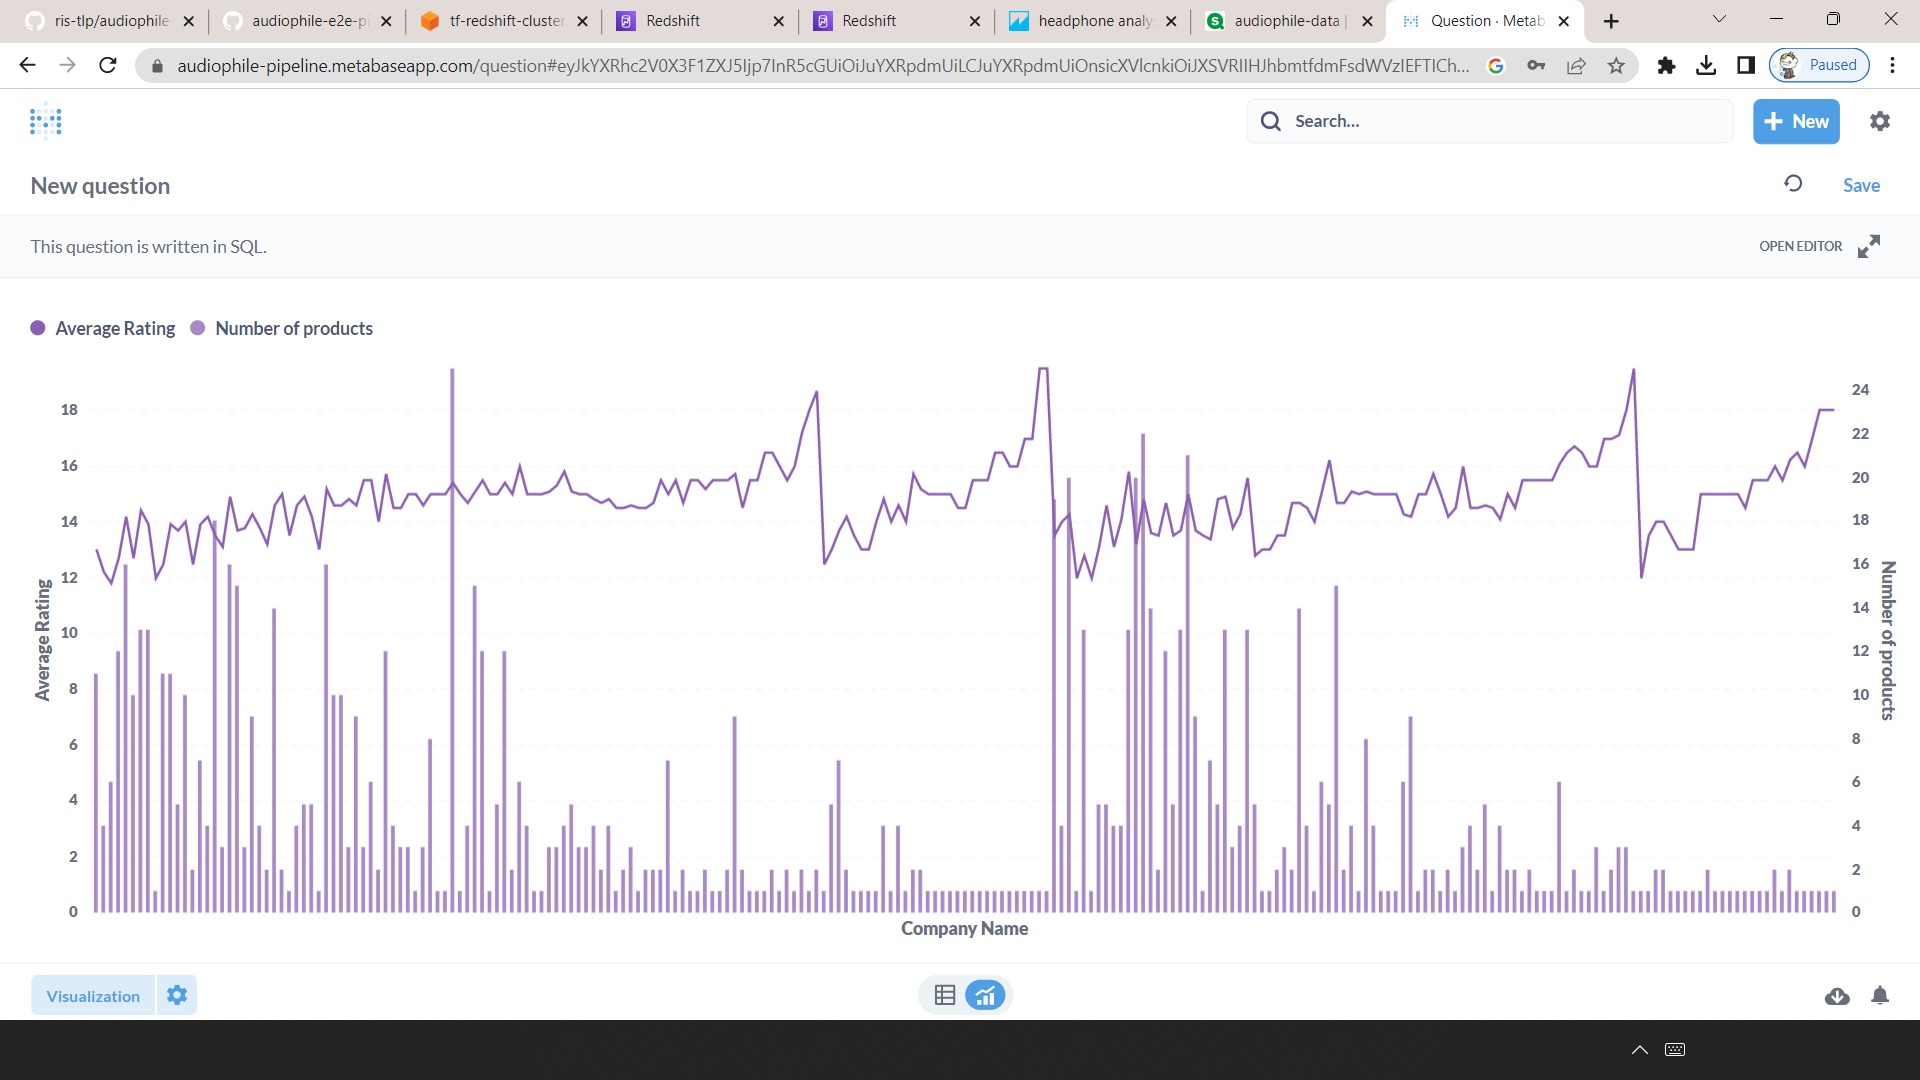 ris-tlp/audiophile-
audiophile-e2e-pi
tf-redshift-cluster
Redshift
Redshift
headphone analy
audiophile-data |
Question · Metab
audiophile-pipeline.metabaseapp.com/question#eyJkYXRhc2V0X3F1ZXJ5Ijp7InR5cGUiOiJuYXRpdmUiLCJuYXRpdmUiOnsicXVlcnkiOiJXSVRIIHJhbmtfdmFsdWVzIEFTICh...
Paused
Search...
+ New
New question
Save
This question is written in SQL.
OPEN EDITOR
Average Rating
Number of products
18
16
14
12
10
8
6
4
2
0
Average Rating
24
22
20
18
16
14
12
10
8
6
4
2
0
Number of products
Company Name
Visualization